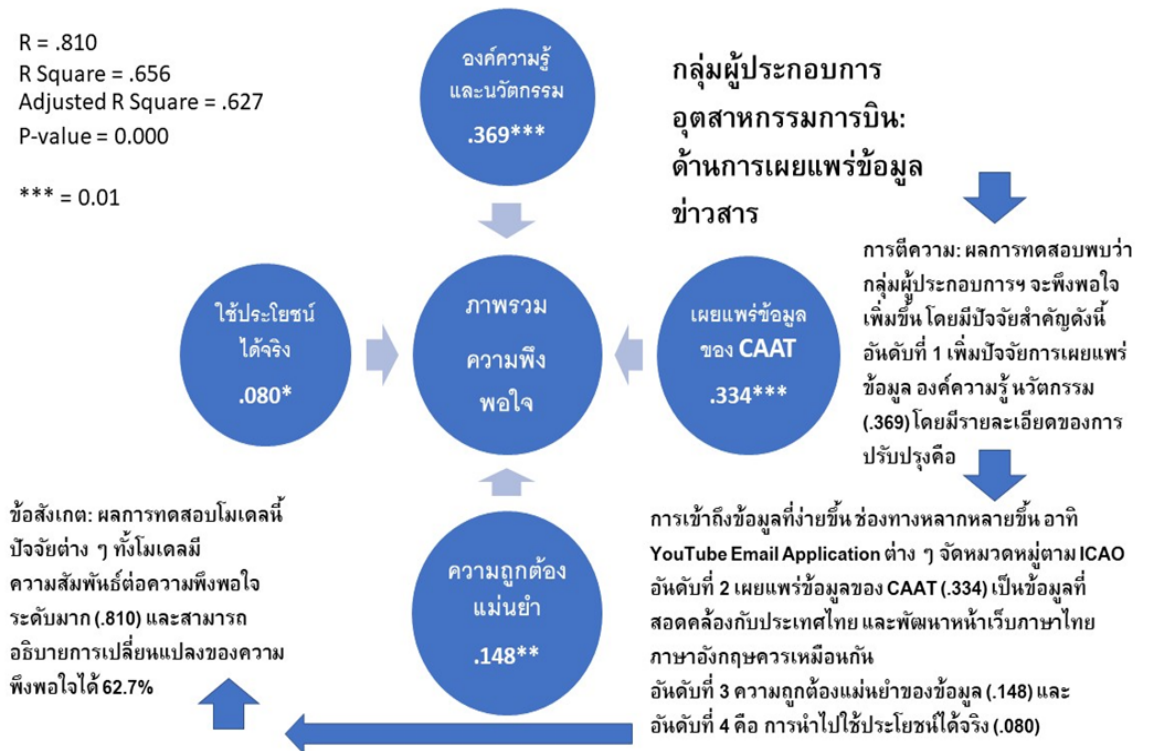 R = .810
R Square = .656
Adjusted R Square = .627
P-value = 0.000
*** = 0.01
องค์ความรู้
และนวัตกรรม
.369***
กลุ่มผู้ประกอบการ
อุตสาหกรรมการบิน:
ด้านการเผยแพร่ข้อมูล
ข่าวสาร
ใช้ประโยชน์
ได้จริง
.080*
ภาพรวม
ความพึง
พอใจ
เผยแพร่ข้อมูล
ของ CAAT
.334***
การตีความ: ผลการทดสอบพบว่า
กลุ่มผู้ประกอบการฯ จะพึงพอใจ
เพิ่มขึ้น โดยมีปัจจัยสำคัญดังนี้
อันดับที่ 1 เพิ่มปัจจัยการเผยแพร่
ข้อมูล องค์ความรู้ นวัตกรรม
(.369) โดยมีรายละเอียดของการ
ปรับปรุงคือ
การเข้าถึงข้อมูลที่ง่ายขึ้น ช่องทางหลากหลายขึ้น อาทิ
YouTube Email Application ต่าง ๆ จัดหมวดหมู่ตาม ICAO
อันดับที่ 2 เผยแพร่ข้อมูลของ CAAT (.334) เป็นข้อมูลที่
สอดคล้องกับประเทศไทย และพัฒนาหน้าเว็บภาษาไทย
ภาษาอังกฤษควรเหมือนกัน
อันดับที่ 3 ความถูกต้องแม่นยำของข้อมูล (.148) และ
อันดับที่ 4 คือ การนำไปใช้ประโยชน์ได้จริง (.080)
ความถูกต้อง
แม่นยำ
.148**
ข้อสังเกต: ผลการทดสอบโมเดลนี้
ปัจจัยต่าง ๆ ทั้งโมเดลมี
ความสัมพันธ์ต่อความพึงพอใจ
ระดับมาก (.810) และสามารถ
อธิบายการเปลี่ยนแปลงของความ
พึงพอใจได้ 62.7%